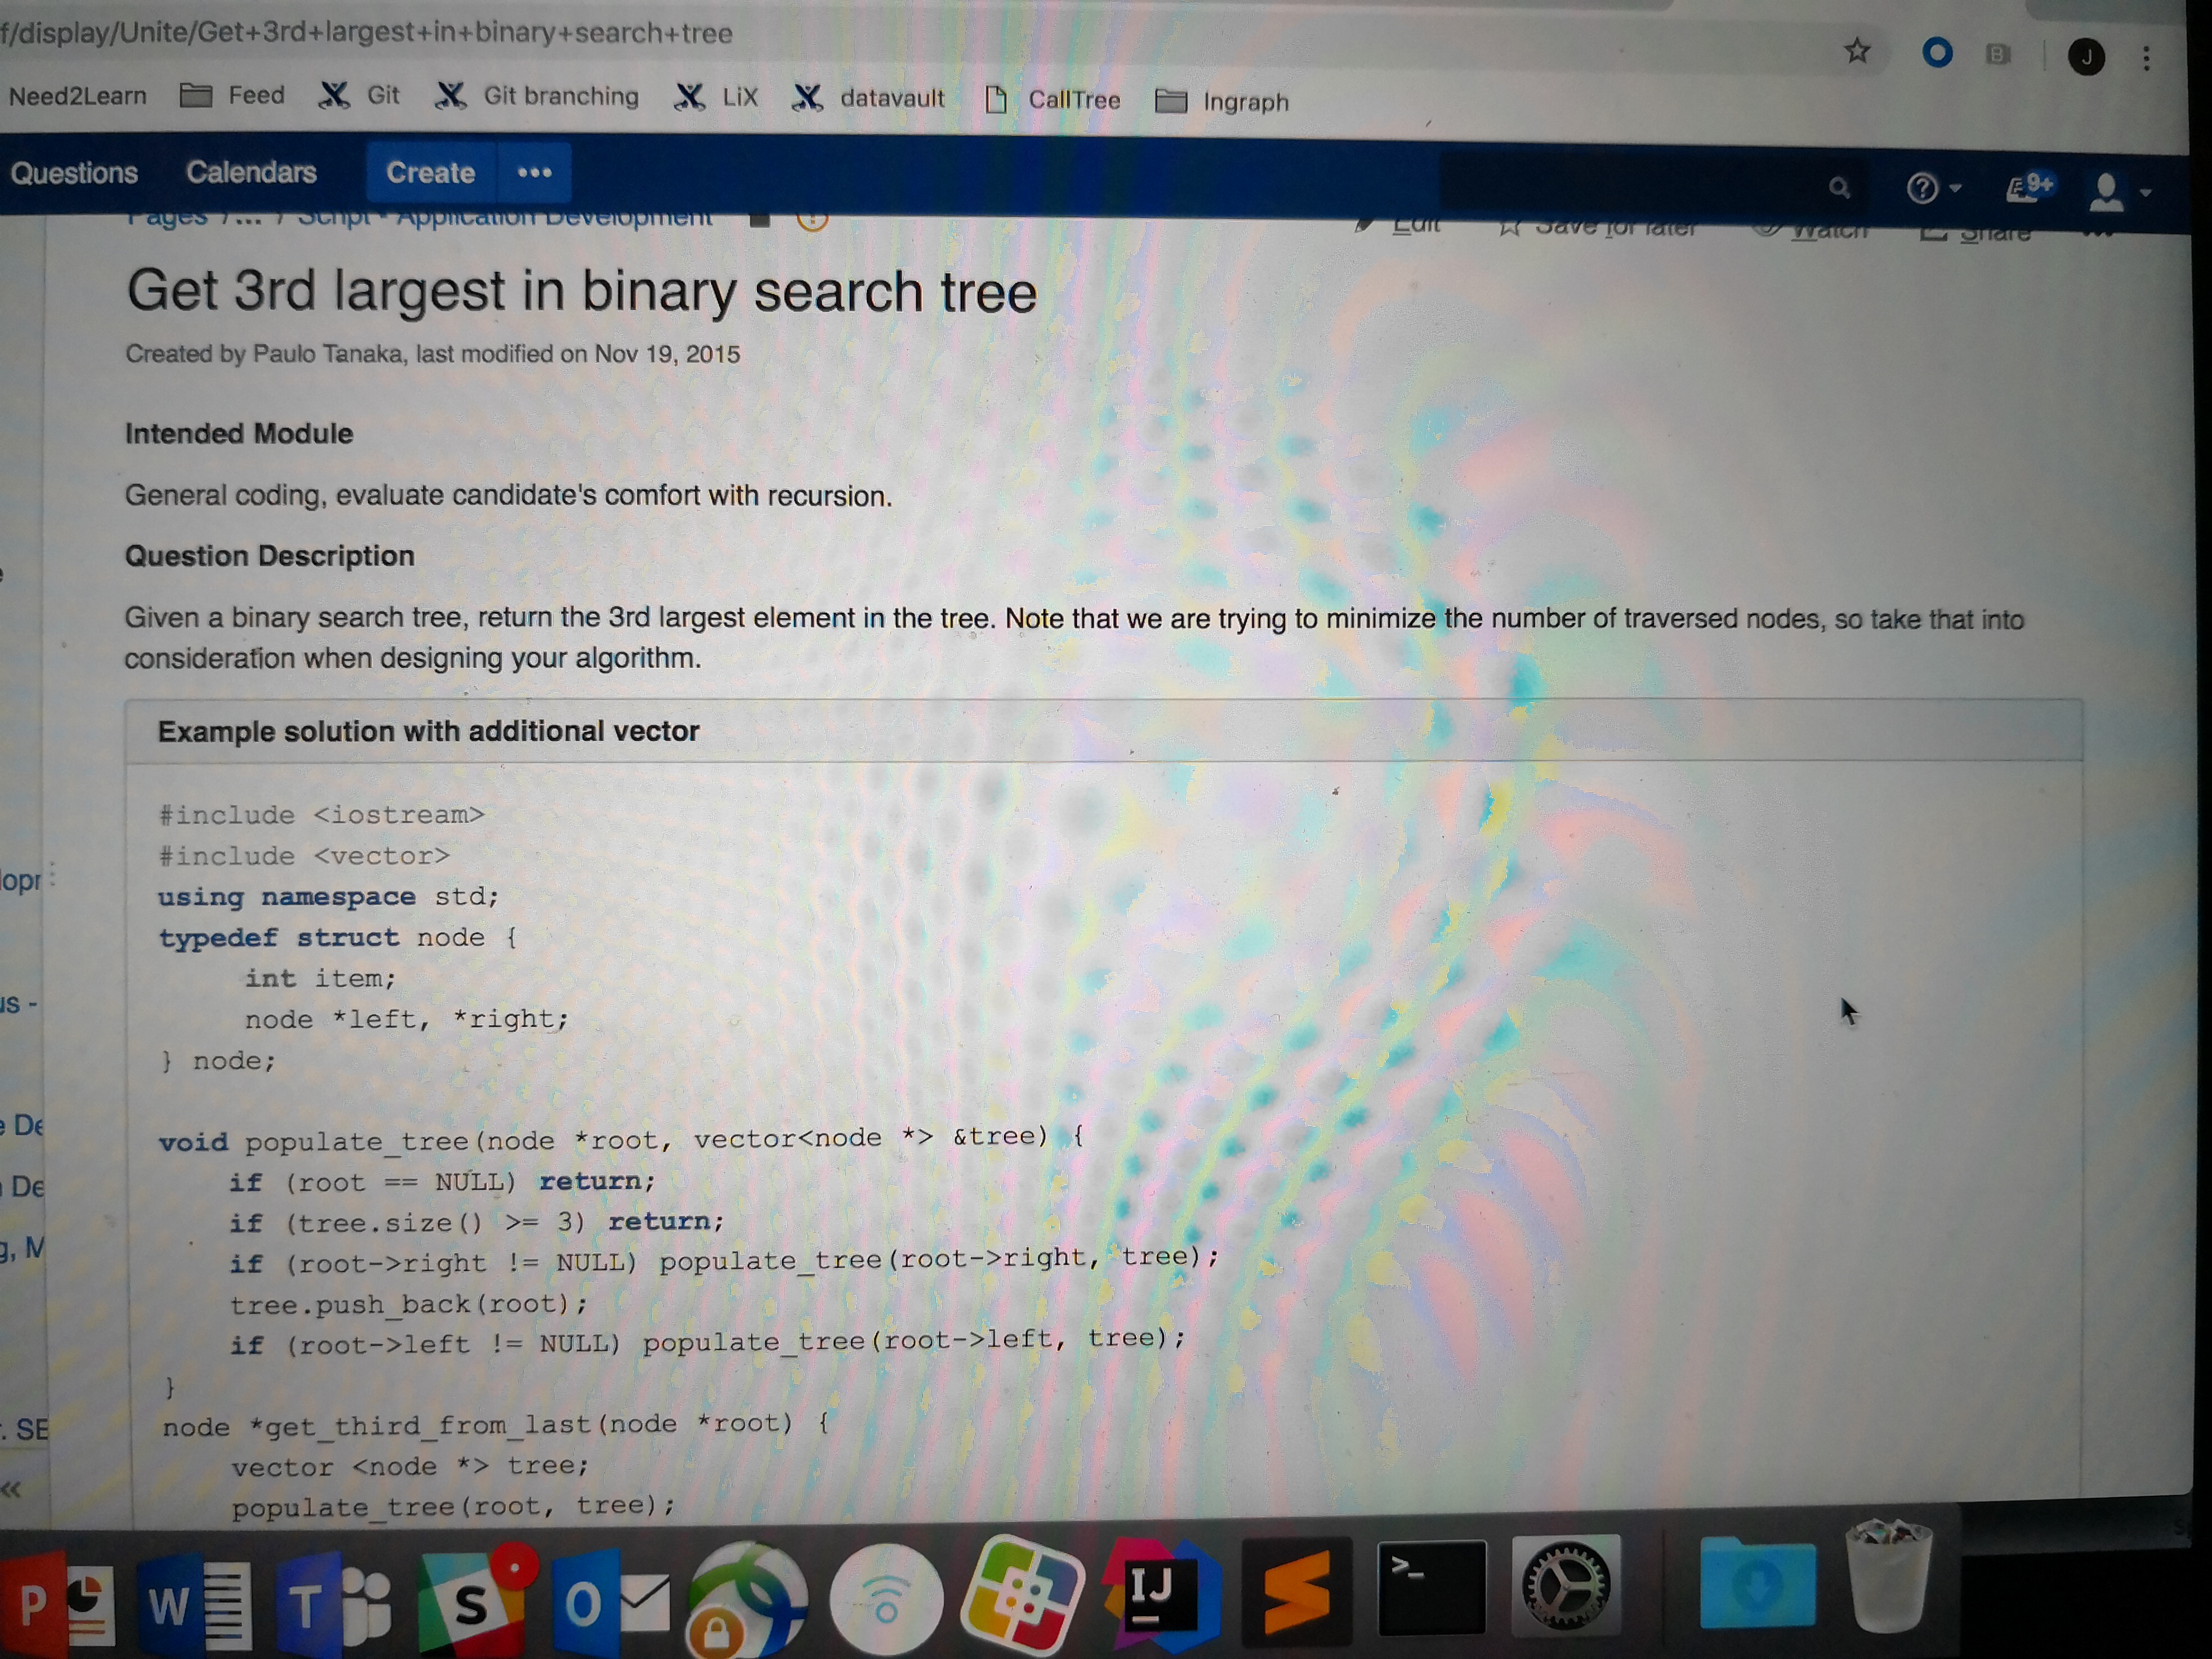 f/display/Unite/Get+3rd+largest+in+binary+search+tree
J
Need2Learn Feed Git Git branching LiX datavault CallTree Ingraph
Questions Calendars Create ••• 9+
Pages /... / Script - Application Development Edit Save for later Watch Share
Get 3rd largest in binary search tree
Created by Paulo Tanaka, last modified on Nov 19, 2015
Intended Module
General coding, evaluate candidate's comfort with recursion.
Question Description
Given a binary search tree, return the 3rd largest element in the tree. Note that we are trying to minimize the number of traversed nodes, so take that into
consideration when designing your algorithm.
Example solution with additional vector
#include <iostream>
#include <vector>
using namespace std;
typedef struct node {
int item;
node *left, *right;
} node;
void populate_tree(node *root, vector<node *> &tree) {
if (root == NULL) return;
if (tree.size() >= 3) return;
if (root->right != NULL) populate_tree(root->right, tree);
tree.push_back(root);
if (root->left != NULL) populate_tree(root->left, tree);
}
node *get_third_from_last(node *root) {
vector <node *> tree;
populate_tree(root, tree);
lopr
us -
De
De
g, M
. SE
«
P W T S O IJ >_